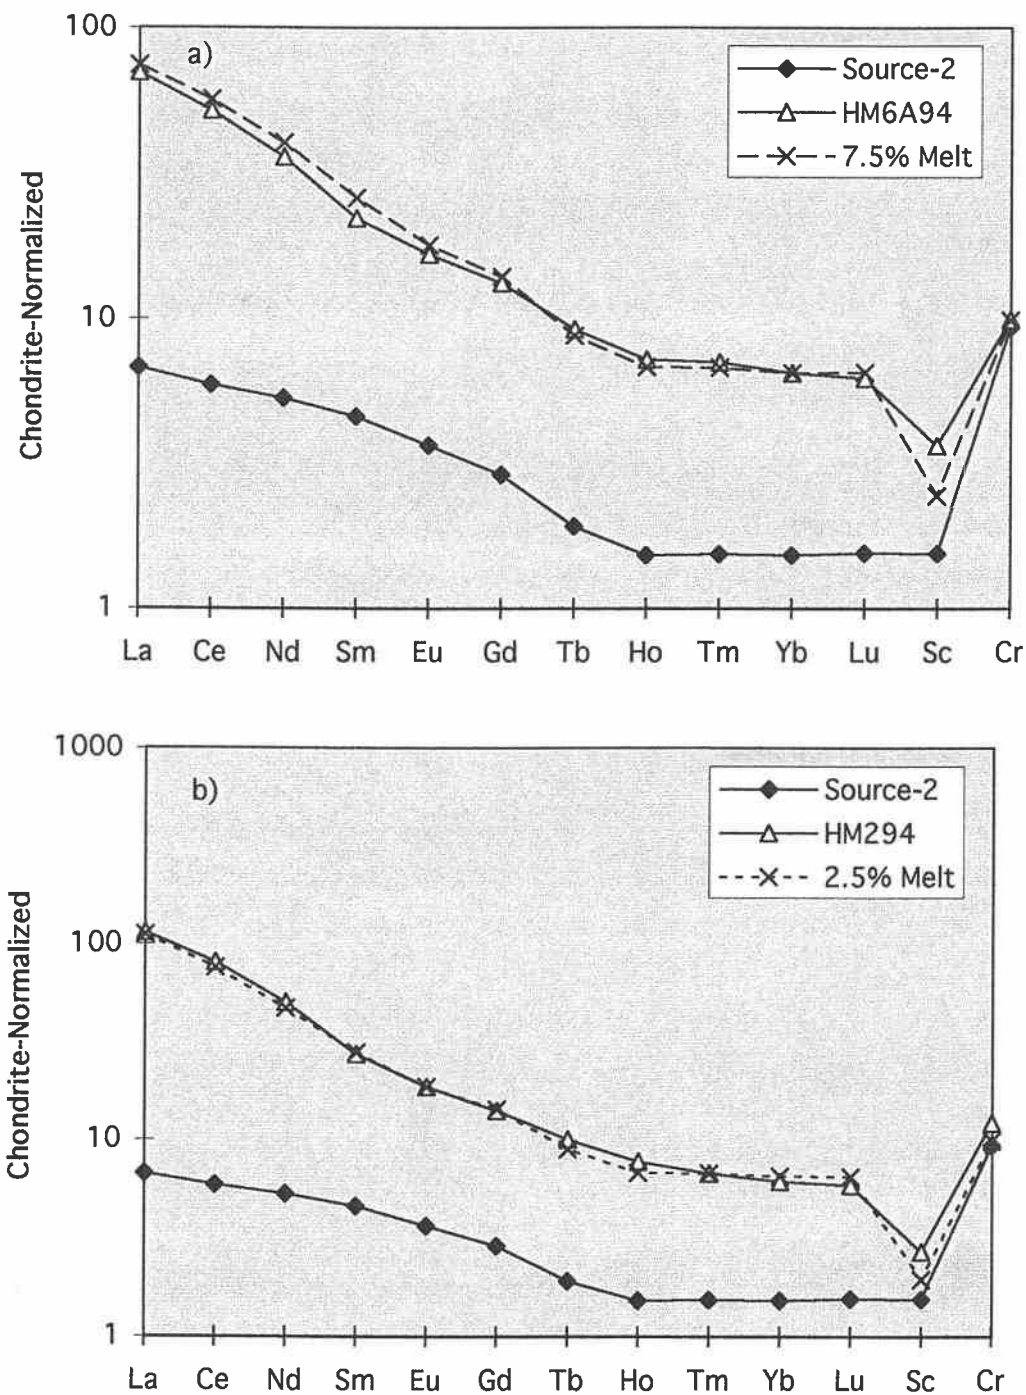 100
a)
Source-2
HM6A94
7.5% Melt
Chondrite-Normalized
10
1
La Ce Nd Sm Eu Gd Tb Ho Tm Yb Lu Sc Cr
1000
b)
Source-2
HM294
2.5% Melt
Chondrite-Normalized
100
10
1
La Ce Nd Sm Eu Gd Tb Ho Tm Yb Lu Sc Cr